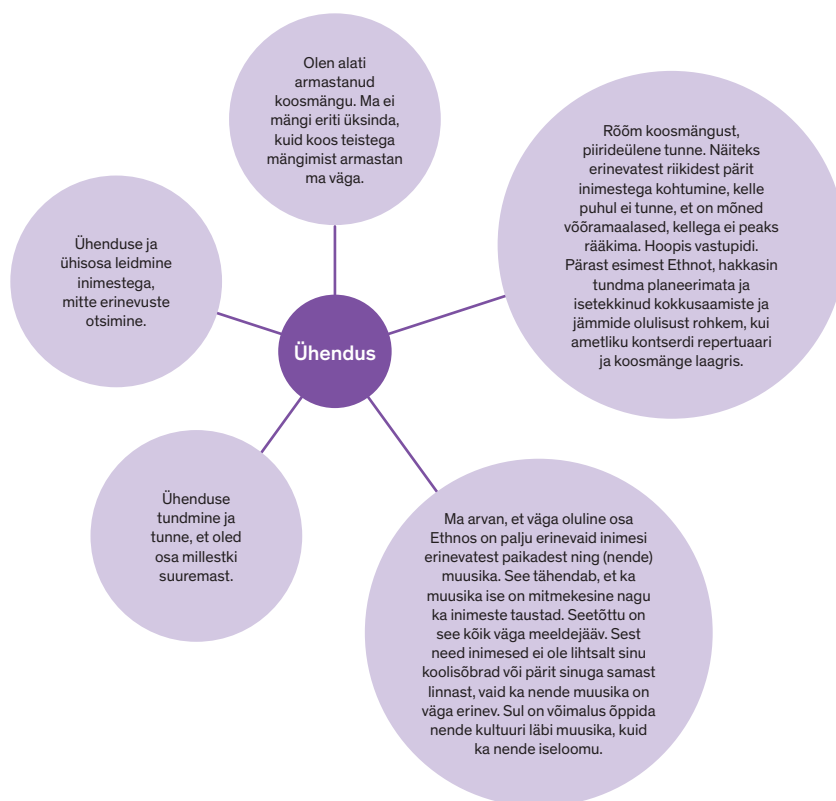 Olen alati
armastanud
koosmängu. Ma ei
mängi eriti üksinda,
kuid koos teistega
mängimist armastan
ma väga.
Rõõm koosmängust,
piirideülene tunne. Näiteks
erinevatest riikidest pärit
inimestega kohtumine, kelle
puhul ei tunne, et on mõned
võõramaalased, kellega ei peaks
rääkima. Hoopis vastupidi.
Pärast esimest Ethnot, hakkasin
tundma planeerimata ja
isetekkinud kokkusaamiste ja
jämmide olulisust rohkem, kui
ametliku kontserdi repertuaari
ja koosmänge laagris.
Ühenduse ja
ühisosa leidmine
inimestega,
mitte erinevuste
otsimine.
Ühendus
Ühenduse
tundmine ja
tunne, et oled
osa millestki
suuremast.
Ma arvan, et väga oluline osa
Ethnos on palju erinevaid inimesi
erinevatest paikadest ning (nende)
muusika. See tähendab, et ka
muusika ise on mitmekesine nagu
ka inimeste taustad. Seetõttu on
see kõik väga meeldejääv. Sest
need inimesed ei ole lihtsalt sinu
koolisõbrad või pärit sinuga samast
linnast, vaid ka nende muusika on
väga erinev. Sul on võimalus õppida
nende kultuuri läbi muusika, kuid
ka nende iseloomu.